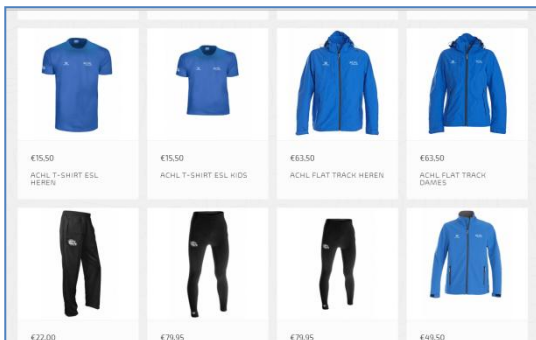 €15,50
ACHL T-SHIRT ESL
HEREN
€15,50
ACHL T-SHIRT ESL KIDS
€63,50
ACHL FLAT TRACK HEREN
€63,50
ACHL FLAT TRACK
DAMES
€22,00
€79,95
€79,95
€49,50